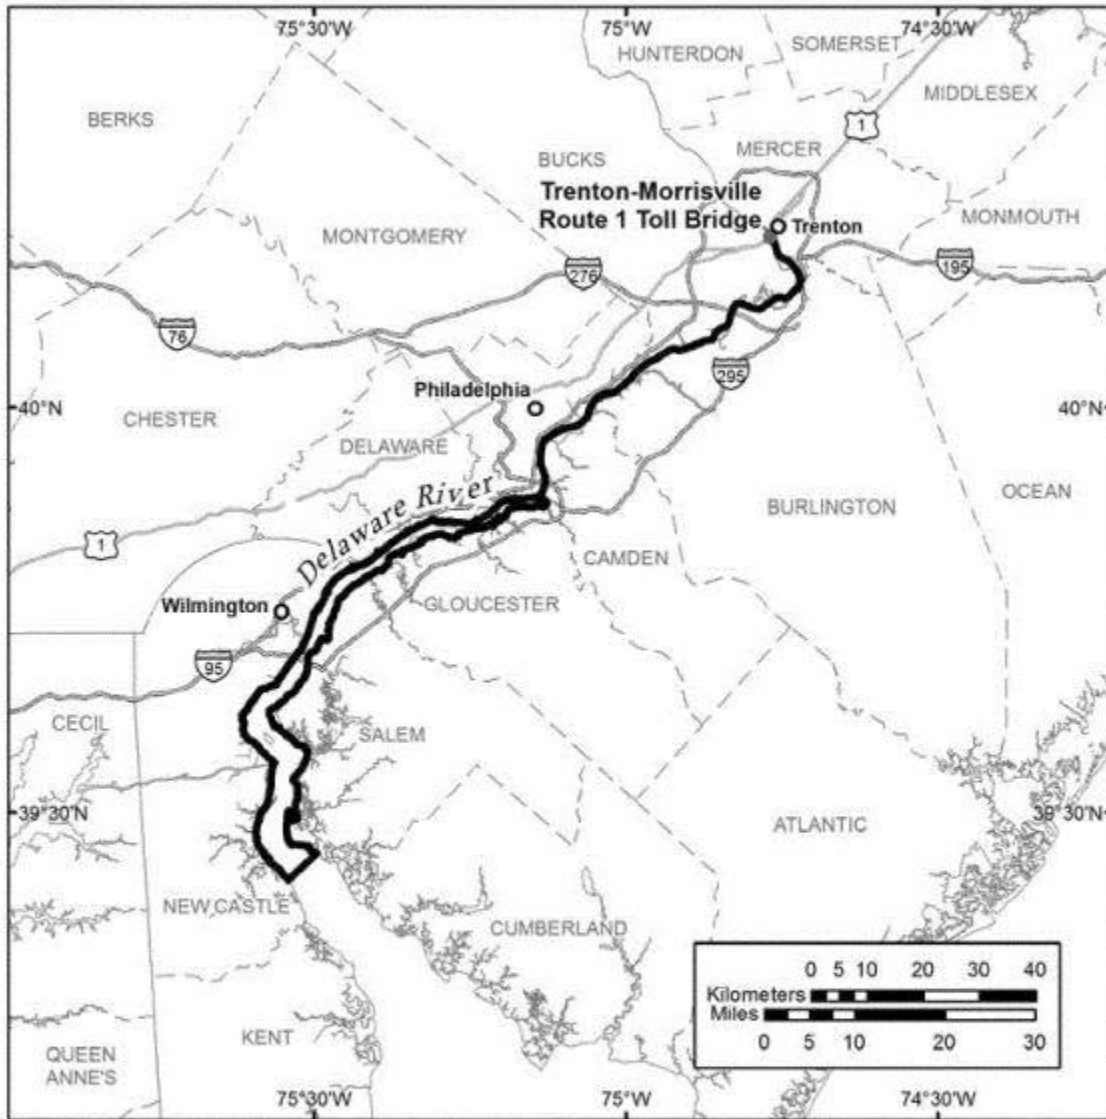 75°30'W
75°W
74°30'W
HUNTERDON
SOMERSET
MIDDLESEX
BERKS
1
BUCKS
MERCER
Trenton-Morrisville
Route 1 Toll Bridge
Trenton
MONMOUTH
MONTGOMERY
276
195
76
295
Philadelphia
40°N
40°N
CHESTER
DELAWARE
Delaware River
OCEAN
BURLINGTON
1
CAMDEN
Wilmington
GLOUCESTER
95
CECIL
SALEM
39°30'N
39°30'N
ATLANTIC
NEW CASTLE
CUMBERLAND
0 5 10 20 30 40
Kilometers
Miles
0 5 10 20 30
KENT
QUEEN
ANNE'S
75°30'W
75°W
74°30'W